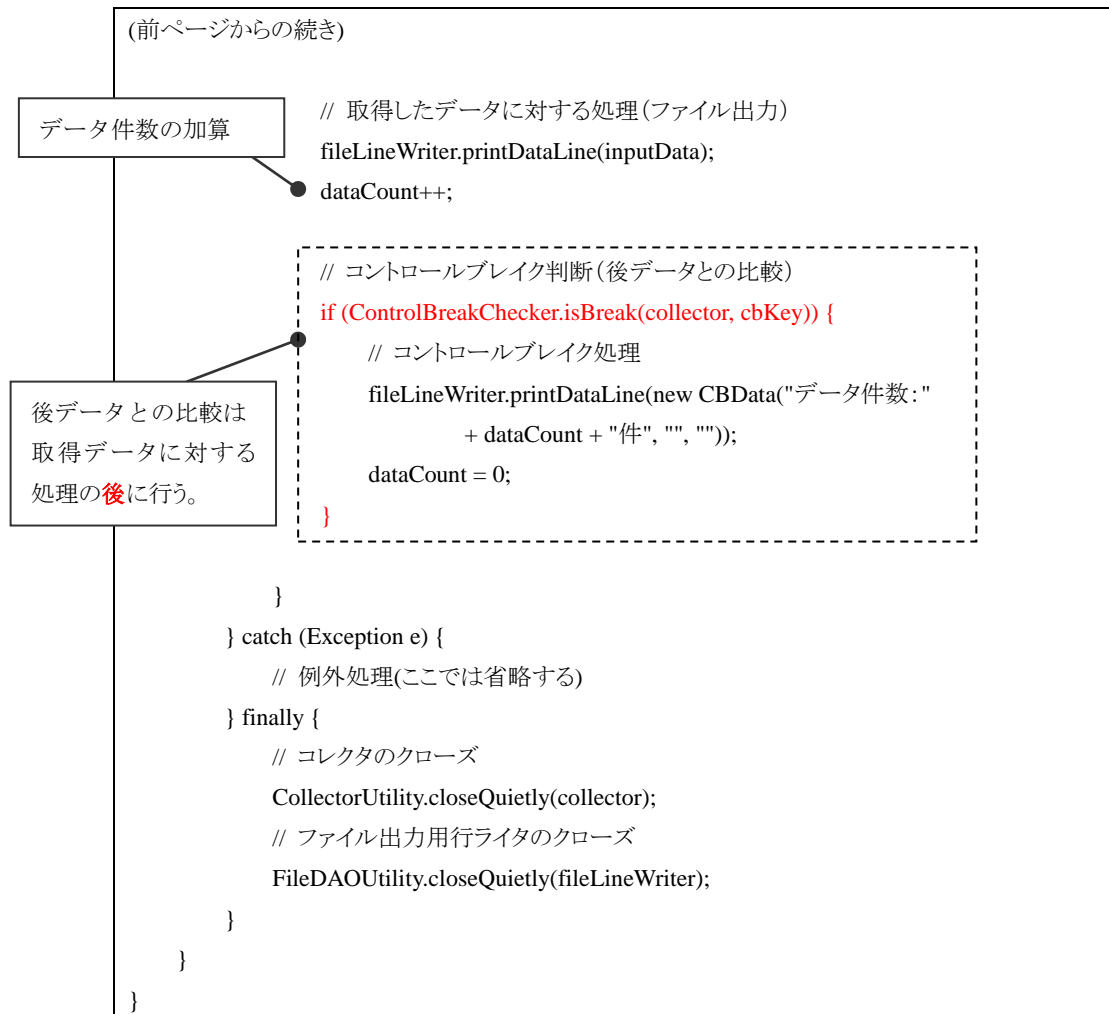 (前ページからの続き)
データ件数の加算
// 取得したデータに対する処理(ファイル出力)
fileLineWriter.printDataLine(inputData);
dataCount++;
// コントロールブレイク判断(後データとの比較)
if (ControlBreakChecker.isBreak(collector, cbKey)) {
// コントロールブレイク処理
fileLineWriter.printDataLine(new CBData("データ件数:"
+ dataCount + "件", "", ""));
dataCount = 0;
}
後データとの比較は
取得データに対する
処理の後に行う。
}
} catch (Exception e) {
// 例外処理(ここでは省略する)
} finally {
// コレクタのクローズ
CollectorUtility.closeQuietly(collector);
// ファイル出力用行ライタのクローズ
FileDAOUtility.closeQuietly(fileLineWriter);
}
}
}